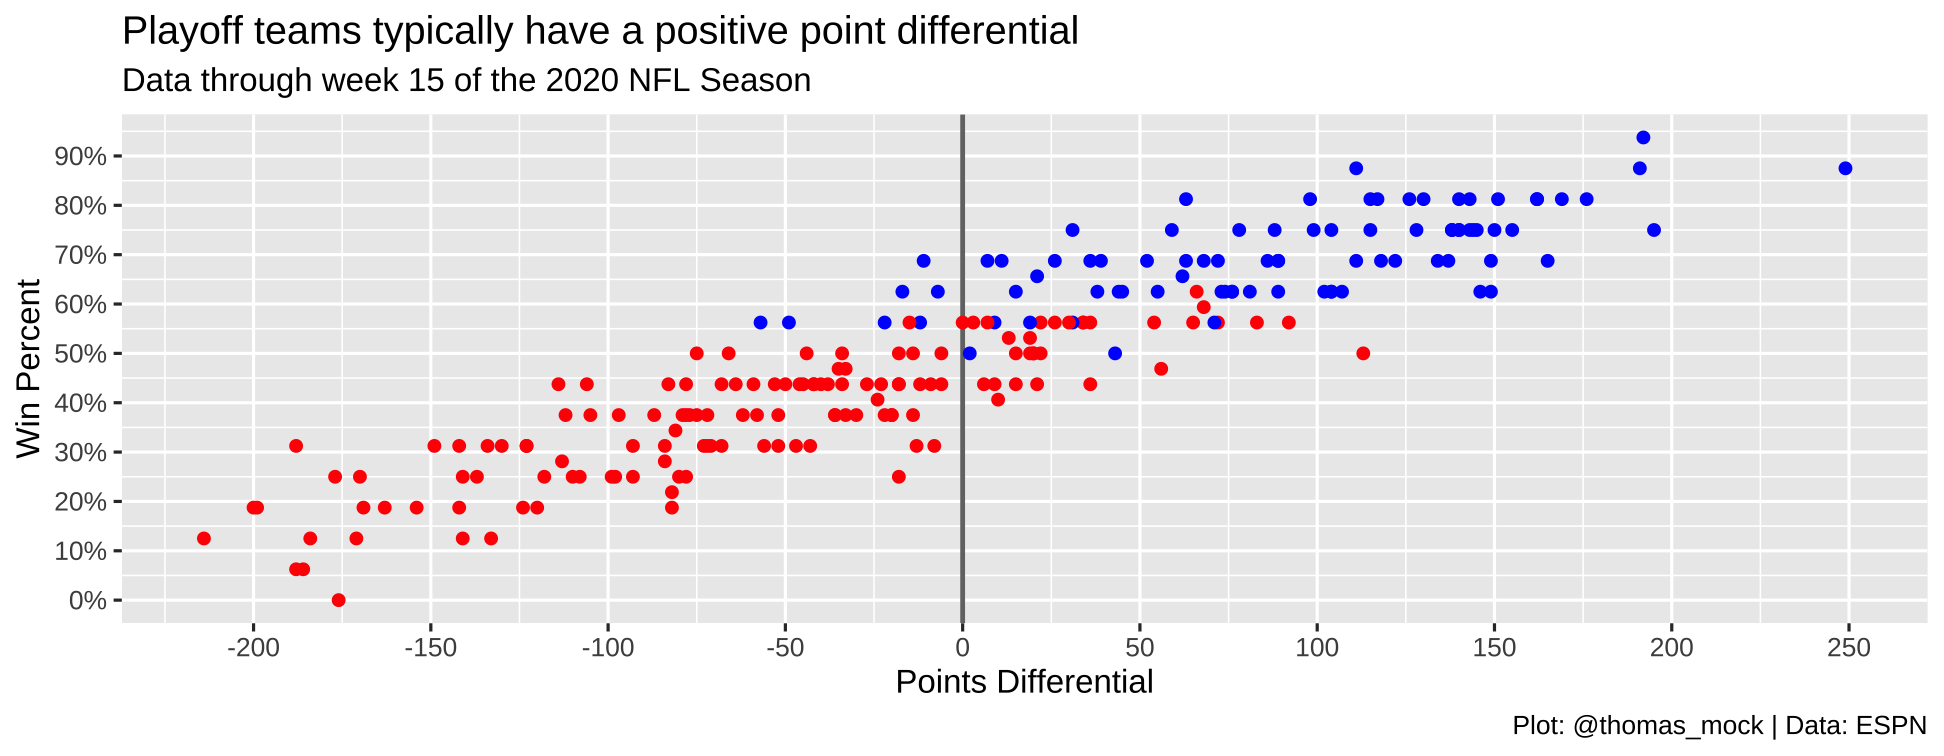 Playoff teams typically have a positive point differential
Data through week 15 of the 2020 NFL Season
Win Percent
90%
80%
70%
60%
50%
40%
30%
20%
10%
0%
-200 -150 -100 -50 0 50 100 150 200 250
Points Differential
Plot: @thomas_mock | Data: ESPN